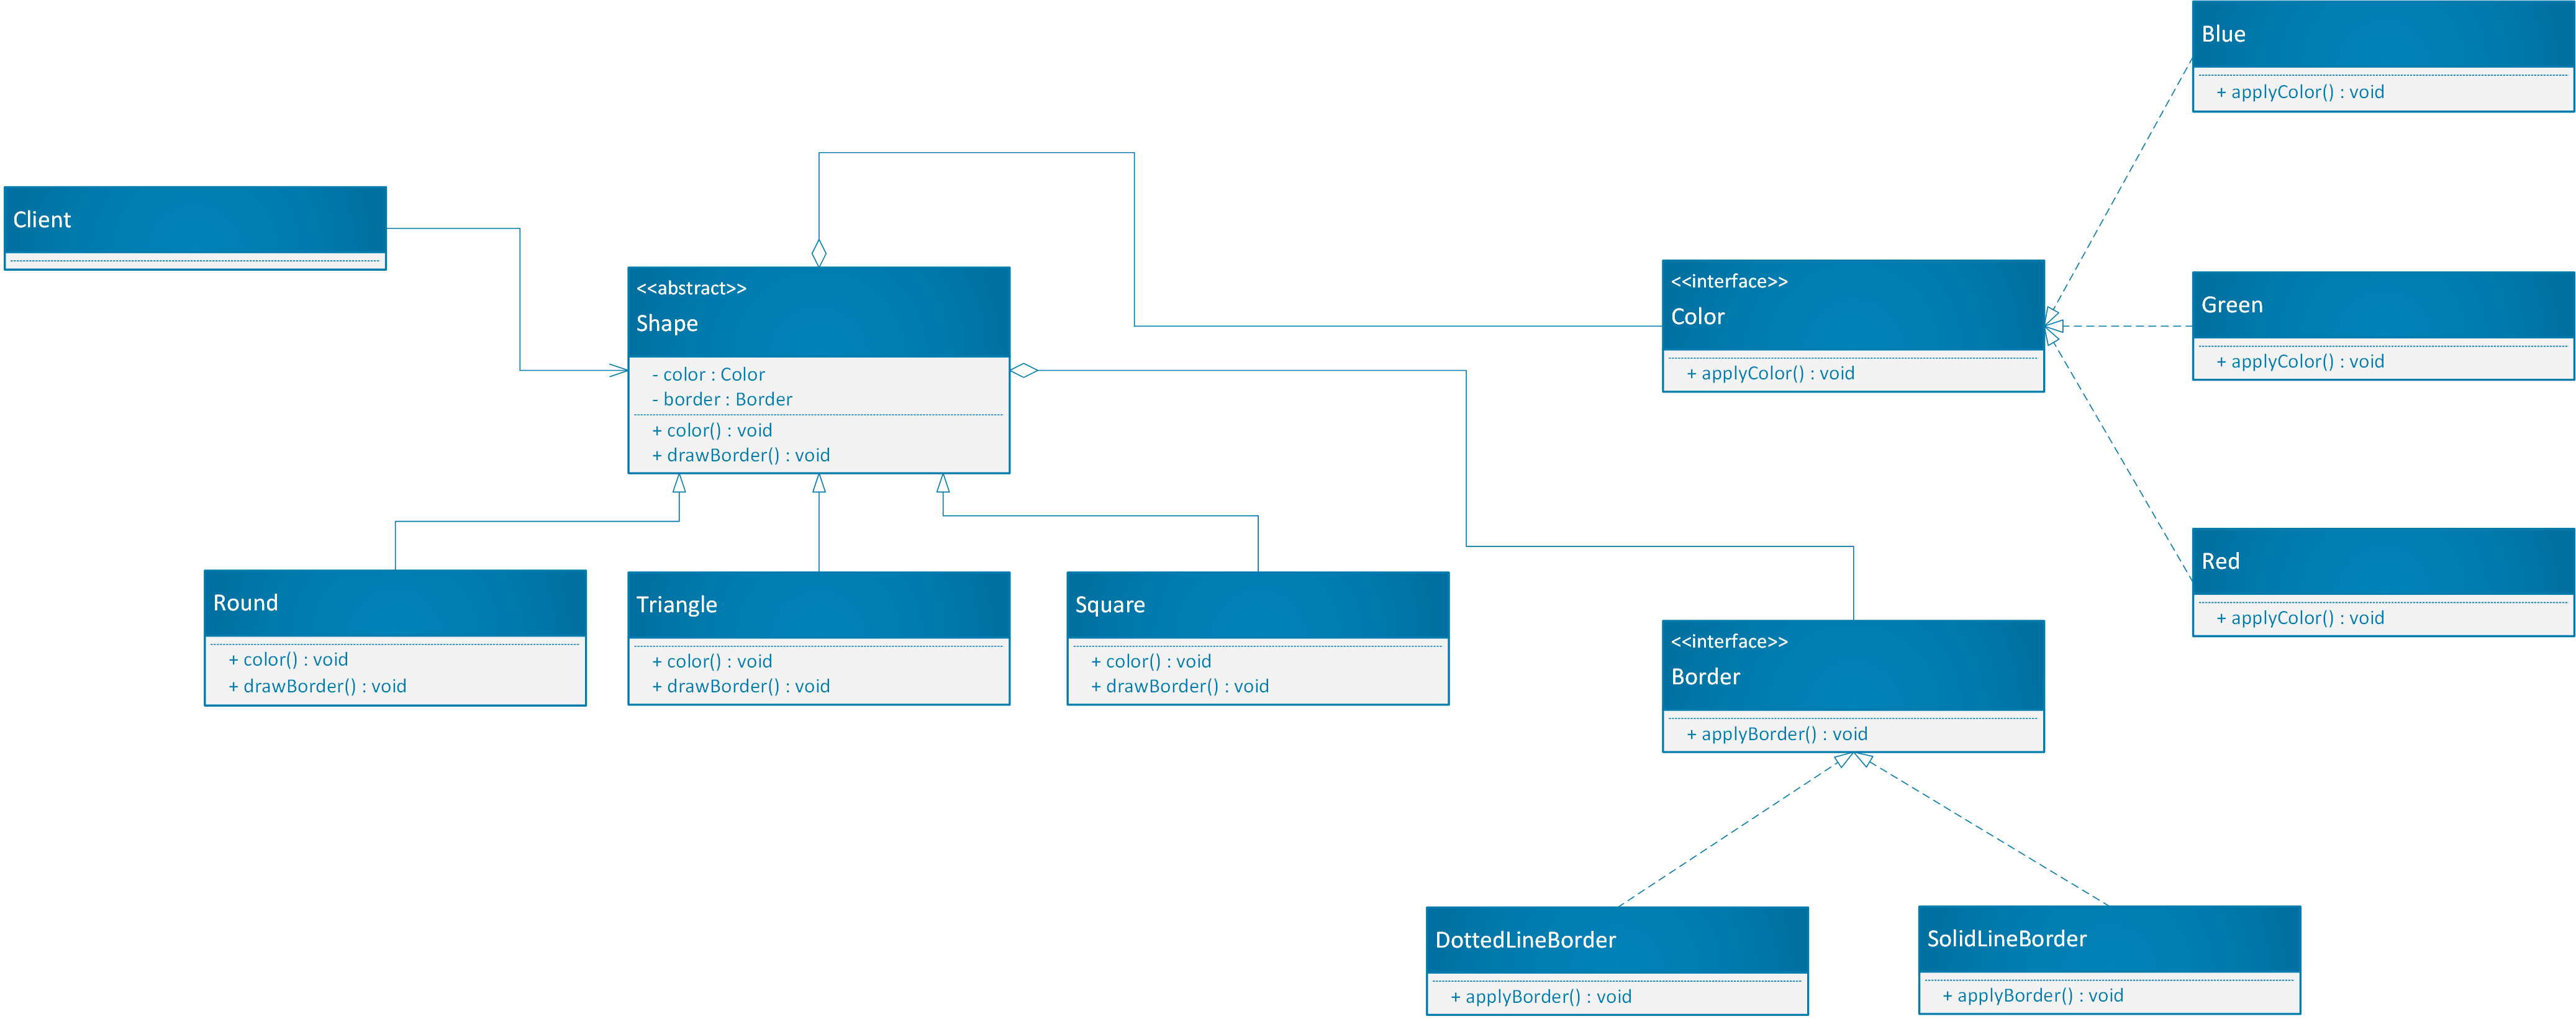 Client
<<abstract>>
Shape
- color : Color
- border : Border
+ color() : void
+ drawBorder() : void
Round
+ color() : void
+ drawBorder() : void
Triangle
+ color() : void
+ drawBorder() : void
Square
+ color() : void
+ drawBorder() : void
<<interface>>
Color
+ applyColor() : void
Blue
+ applyColor() : void
Green
+ applyColor() : void
Red
+ applyColor() : void
<<interface>>
Border
+ applyBorder() : void
DottedLineBorder
+ applyBorder() : void
SolidLineBorder
+ applyBorder() : void